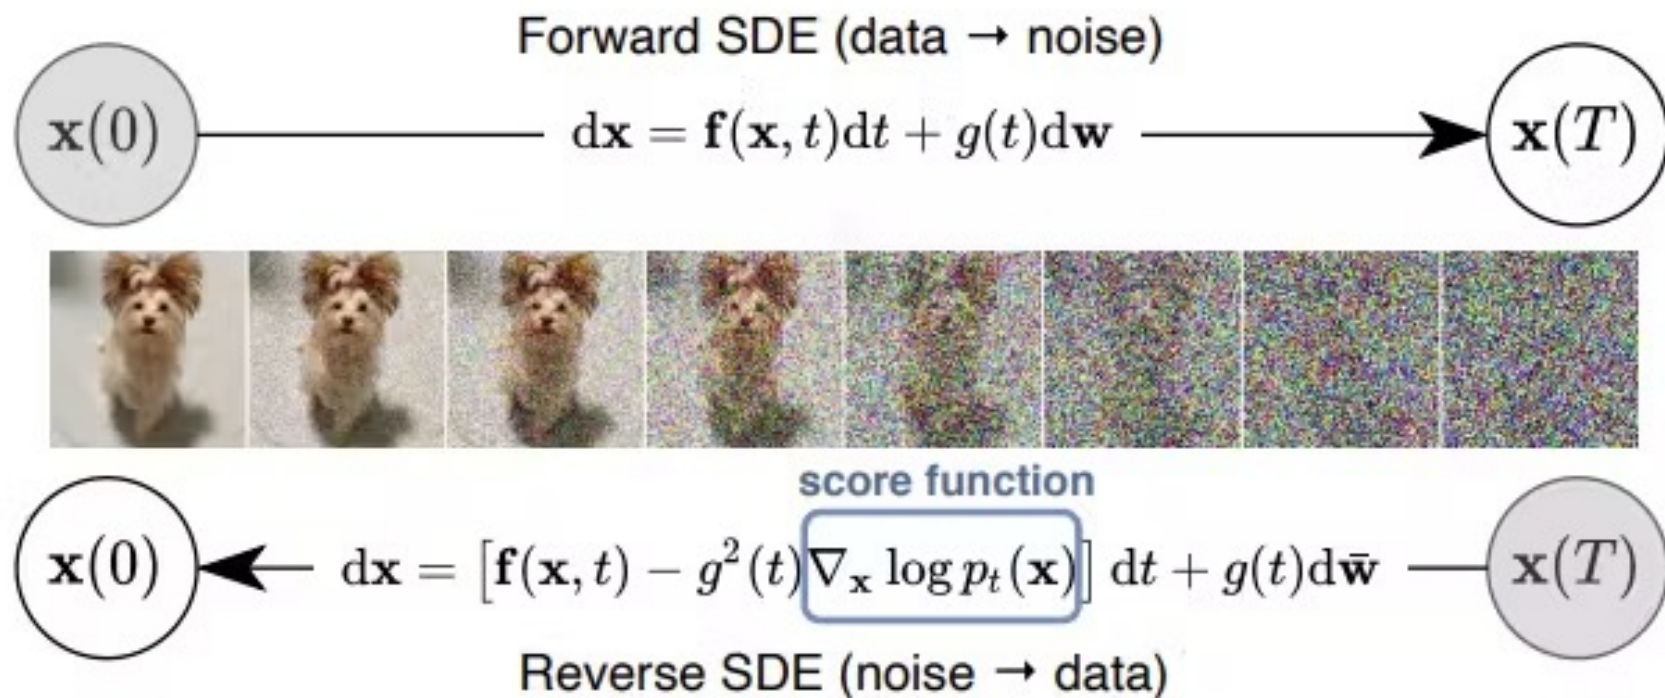 Forward SDE (data → noise)
x(0) dx = f(x, t)dt + g(t)dw x(T)
score function
x(0) dx = [f(x, t) − g²(t)∇ₓ log pₜ(x)] dt + g(t)dw̄ x(T)
Reverse SDE (noise → data)